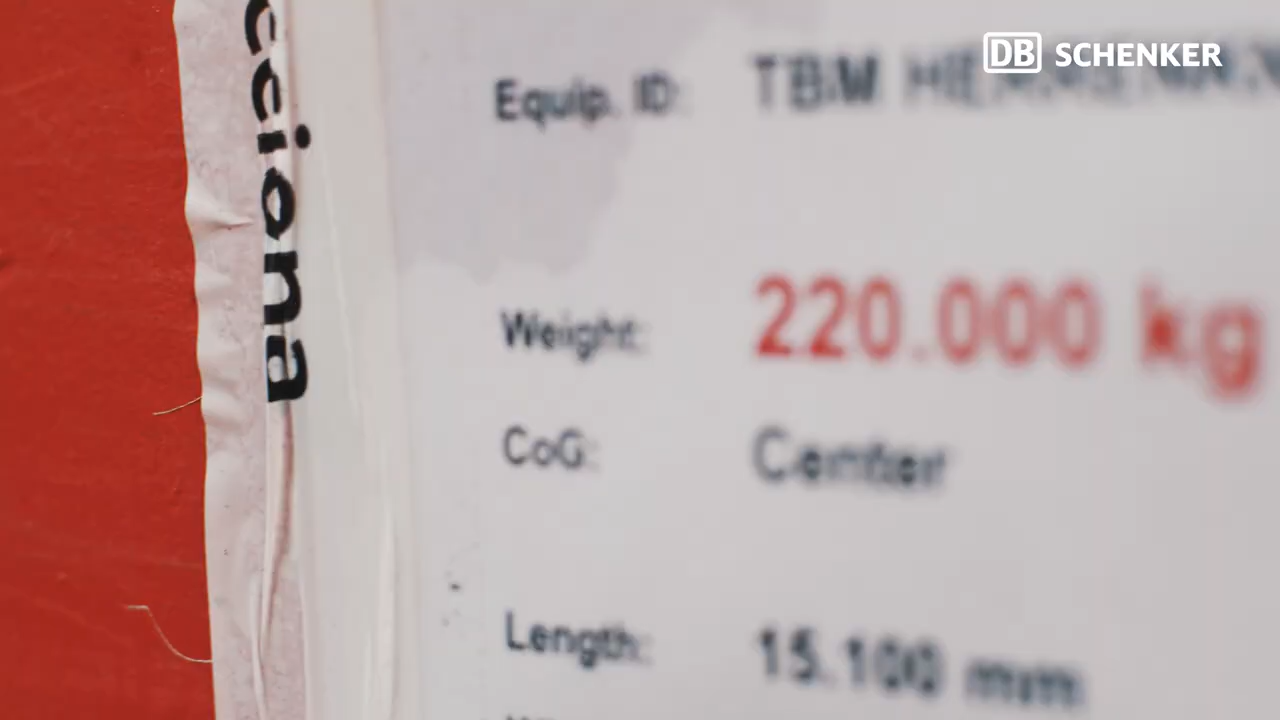 DB SCHENKER
cciona
Equip. ID: TBM
Weight: 220.000 kg
CoG: Center
Length: 15.100 mm